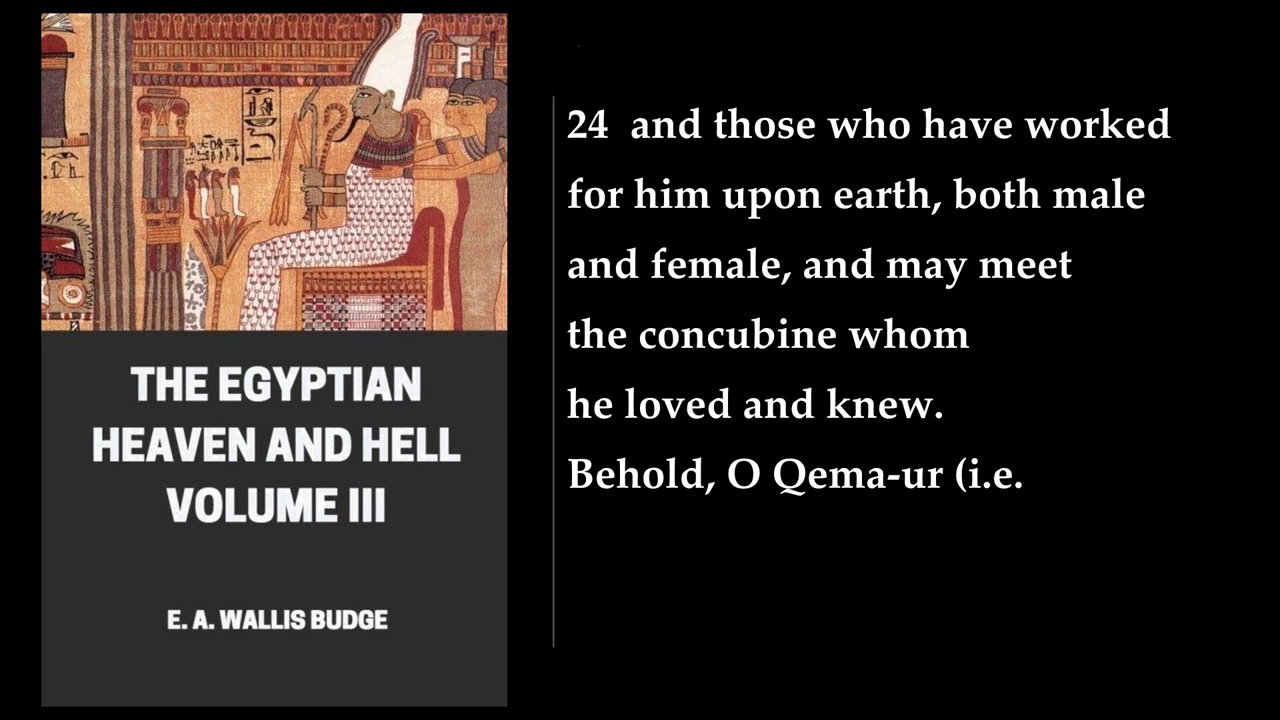 THE EGYPTIAN
HEAVEN AND HELL
VOLUME III
E. A. WALLIS BUDGE
24 and those who have worked
for him upon earth, both male
and female, and may meet
the concubine whom
he loved and knew.
Behold, O Qema-ur (i.e.